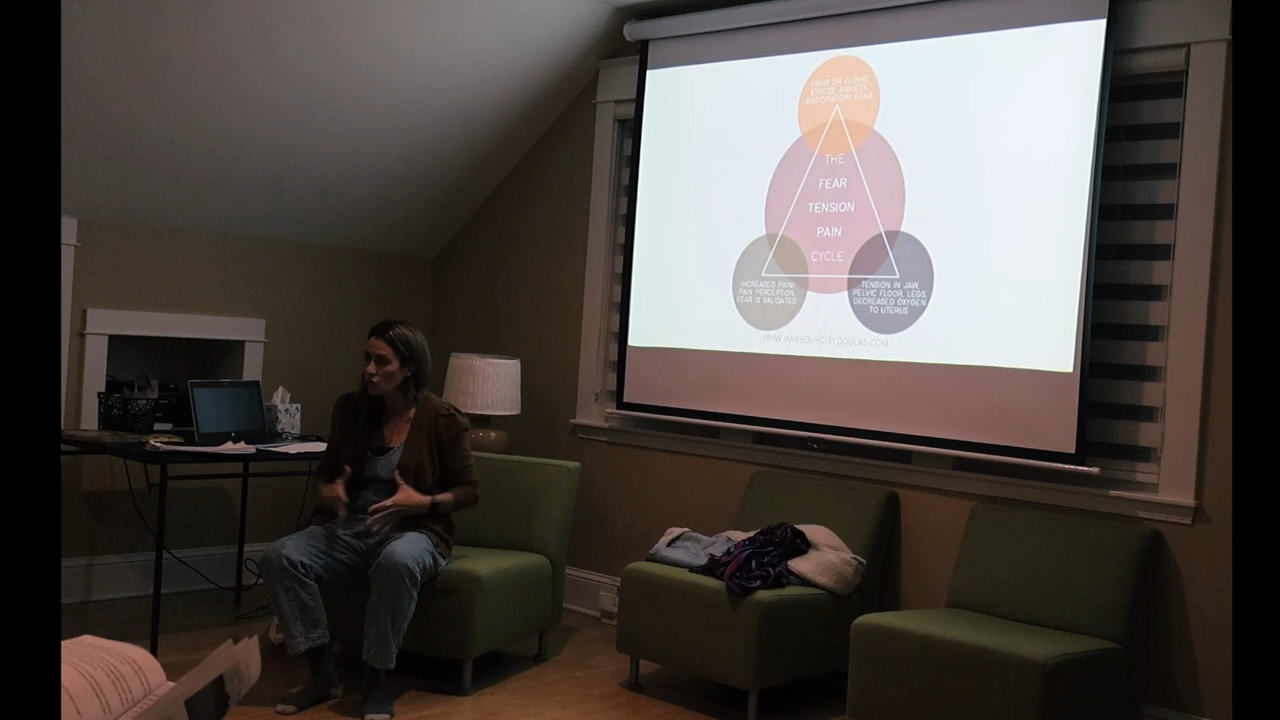 FIGHT OR FLIGHT,
STRESS, ANXIETY,
ANTICIPATORY FEAR
THE
FEAR
TENSION
PAIN
CYCLE
INCREASED PAIN/
PAIN PERCEPTION,
FEAR IS VALIDATED
TENSION IN JAW,
PELVIC FLOOR, LEGS,
DECREASED OXYGEN
TO UTERUS
WWW.HARBOURCITYDOULAS.COM